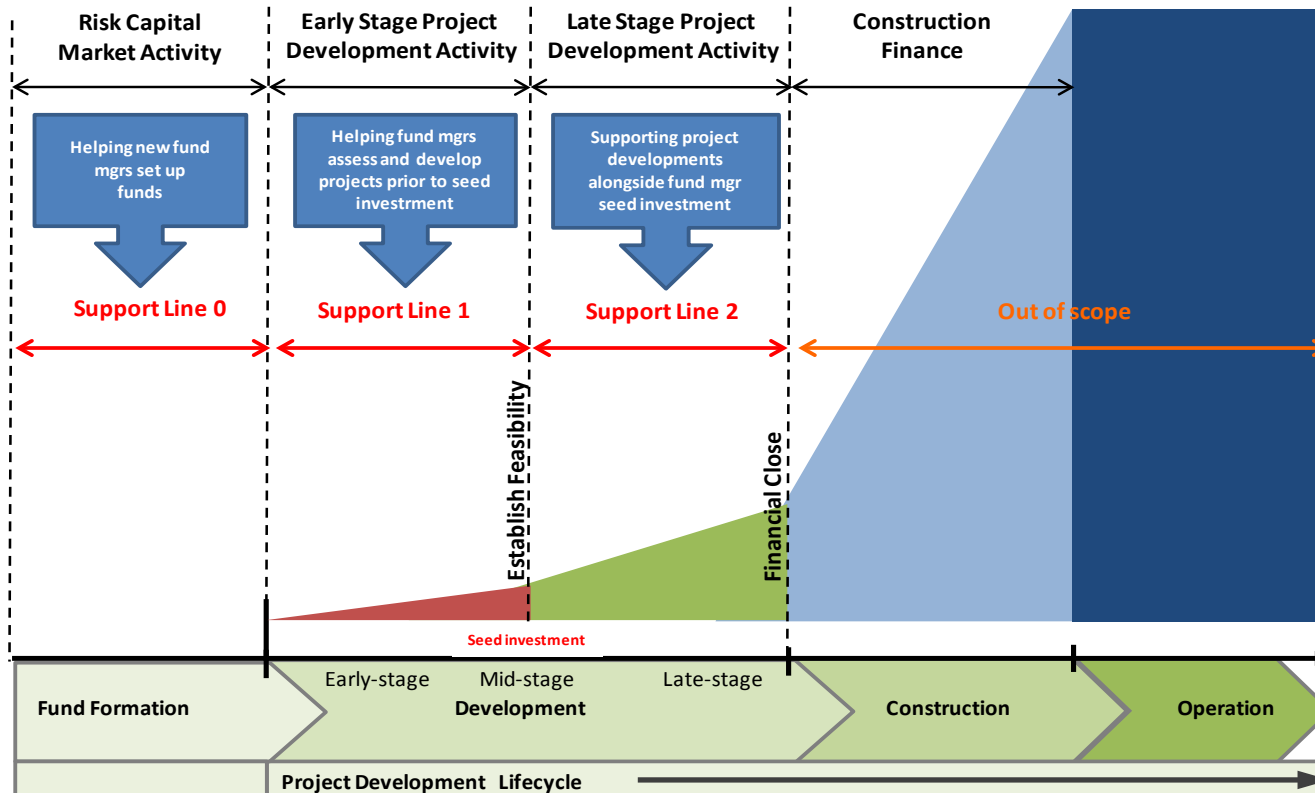 Risk Capital
Market Activity
Early Stage Project
Development Activity
Late Stage Project
Development Activity
Construction
Finance
Helping new fund
mgrs set up
funds
Helping fund mgrs
assess and develop
projects prior to seed
investrment
Supporting project
developments
alongside fund mgr
seed investment
Support Line 0
Support Line 1
Support Line 2
Out of scope
Establish Feasibility
Financial Close
Seed investment
Early-stage
Mid-stage
Late-stage
Fund Formation
Development
Construction
Operation
Project Development Lifecycle